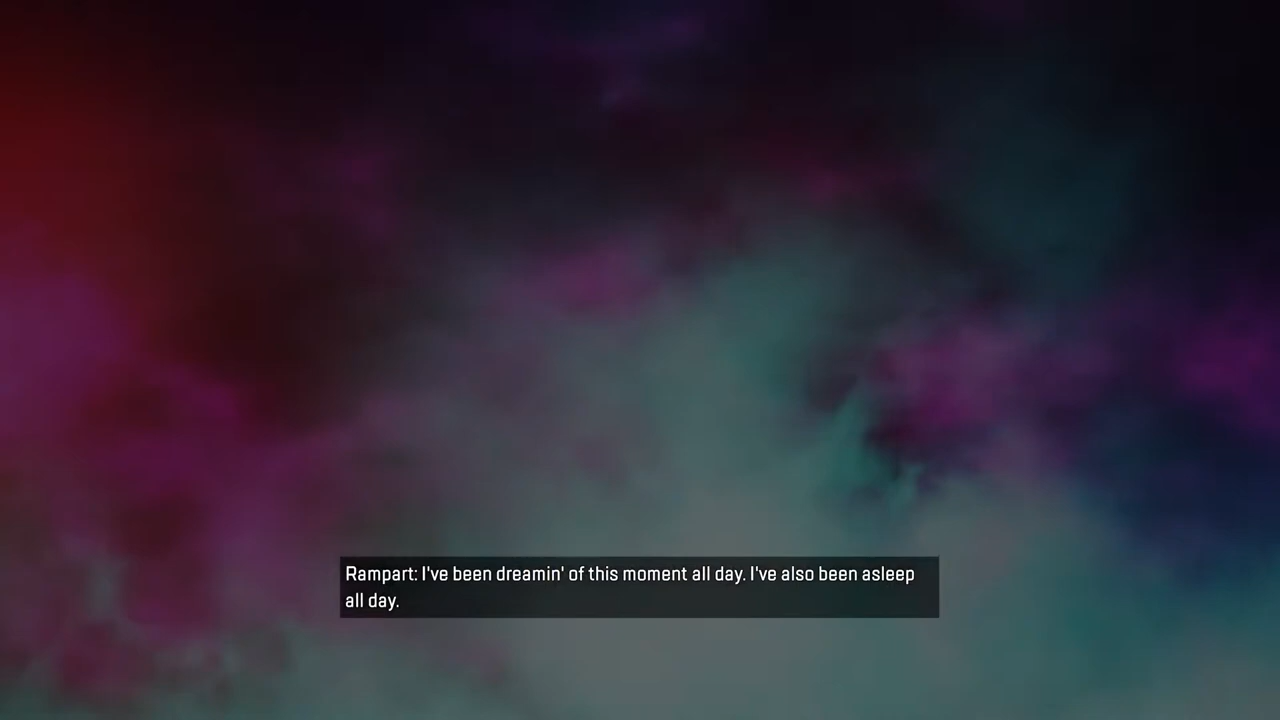 Rampart: I've been dreamin' of this moment all day. I've also been asleep
all day.